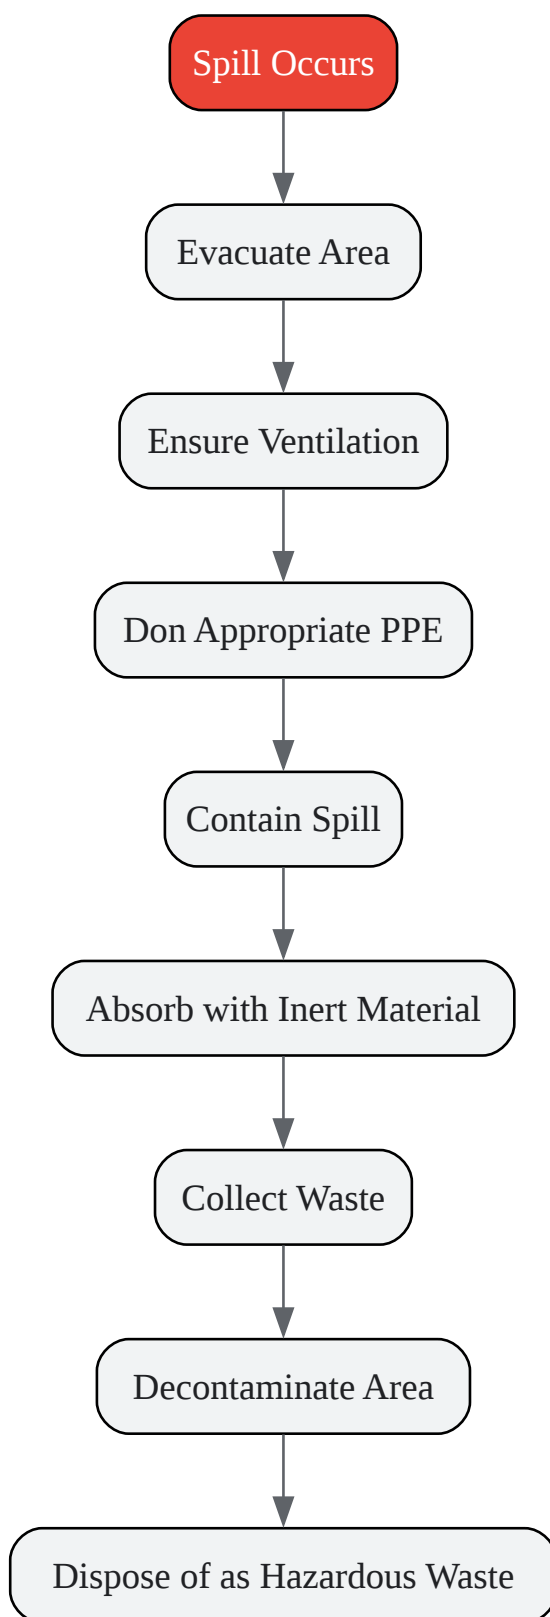 Spill Occurs
Evacuate Area
Ensure Ventilation
Don Appropriate PPE
Contain Spill
Absorb with Inert Material
Collect Waste
Decontaminate Area
Dispose of as Hazardous Waste